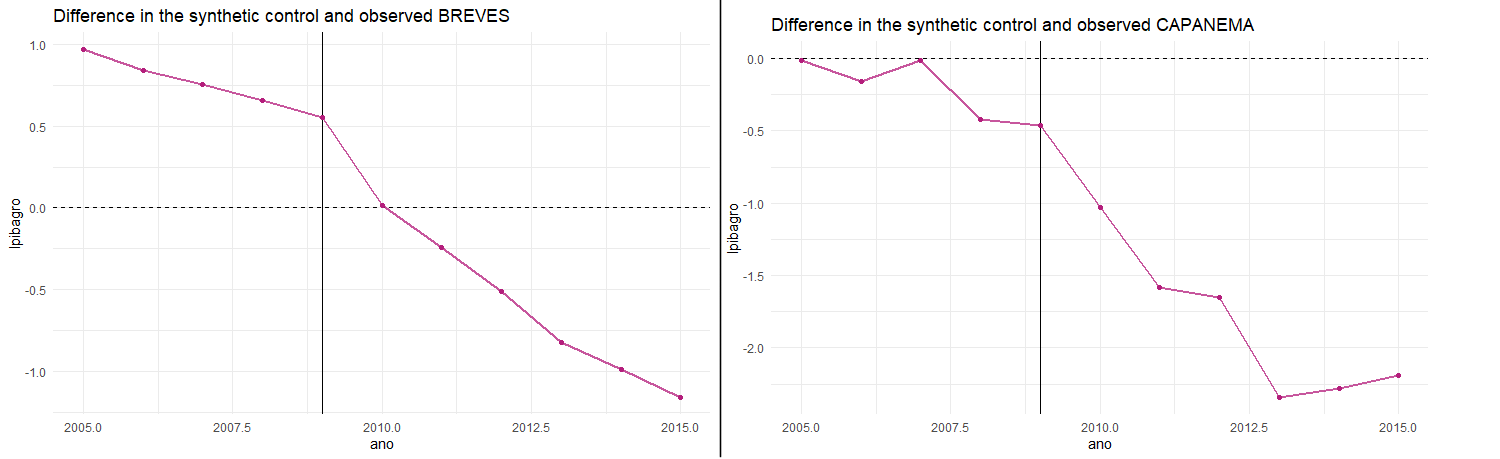 Difference in the synthetic control and observed BREVES
1.0
0.5
0.0
-0.5
-1.0
lpibagro
2005.0 2007.5 2010.0 2012.5 2015.0
ano
Difference in the synthetic control and observed CAPANEMA
0.0
-0.5
-1.0
-1.5
-2.0
lpibagro
2005.0 2007.5 2010.0 2012.5 2015.0
ano